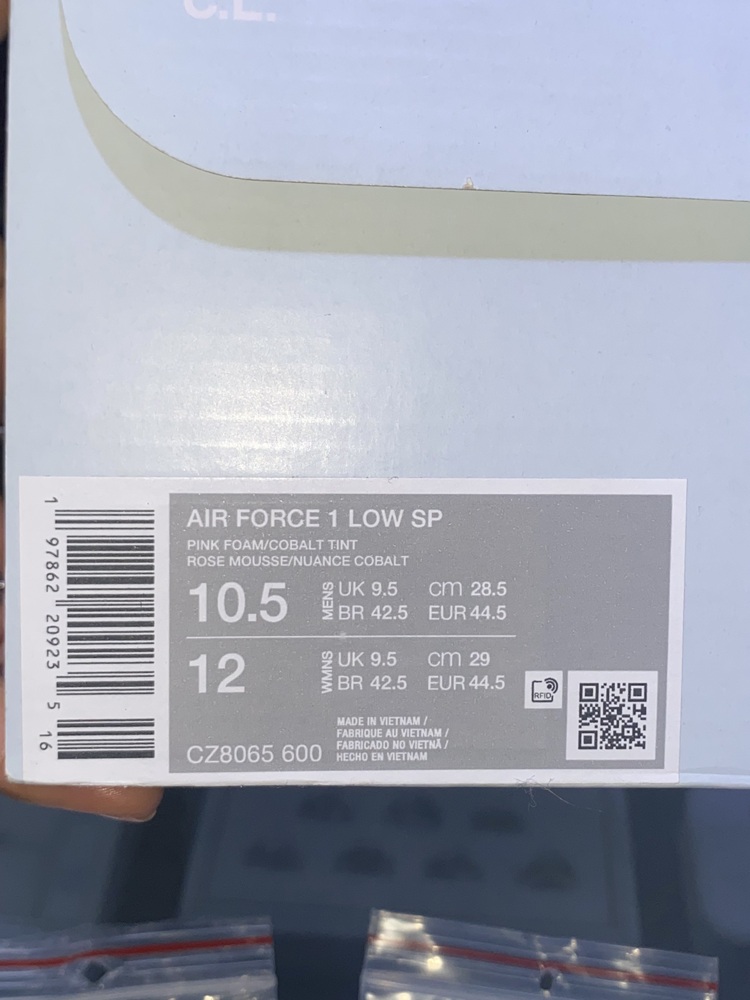 C.L.
AIR FORCE 1 LOW SP
PINK FOAM/COBALT TINT
ROSE MOUSSE/NUANCE COBALT
10.5 MENS UK 9.5 cm 28.5
BR 42.5 EUR 44.5
12 WMNS UK 9.5 cm 29
BR 42.5 EUR 44.5
RFID
CZ8065 600
MADE IN VIETNAM /
FABRIQUE AU VIETNAM /
FABRICADO NO VIETNÃ /
HECHO EN VIETNAM
1 97862 20923 5 16